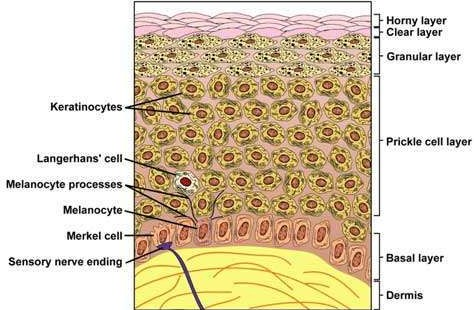 Horny layer
Clear layer
Granular layer
Keratinocytes
Prickle cell layer
Langerhans' cell
Melanocyte processes
Melanocyte
Merkel cell
Sensory nerve ending
Basal layer
Dermis